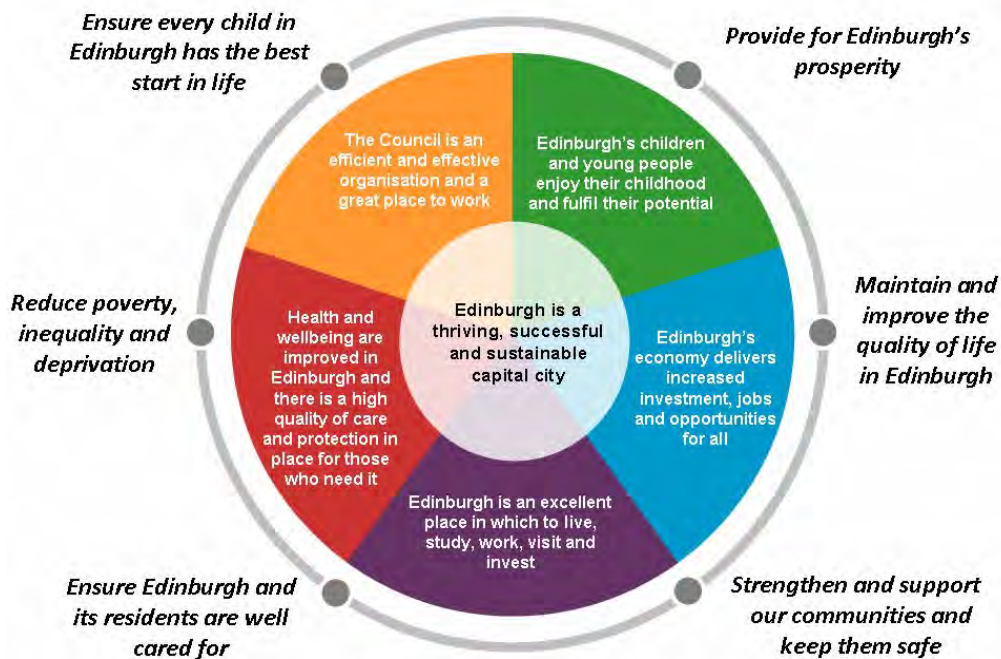 Ensure every child in
Edinburgh has the best
start in life
Provide for Edinburgh's
prosperity
The Council is an
efficient and effective
organisation and a
great place to work
Edinburgh's children
and young people
enjoy their childhood
and fulfil their potential
Reduce poverty,
inequality and
deprivation
Health and
wellbeing are
improved in
Edinburgh and
there is a high
quality of care
and protection in
place for those
who need it
Edinburgh is a
thriving, successful
and sustainable
capital city
Edinburgh's
economy delivers
increased
investment, jobs
and opportunities
for all
Maintain and
improve the
quality of life
in Edinburgh
Edinburgh is an excellent
place in which to live,
study, work, visit and
invest
Ensure Edinburgh and
its residents are well
cared for
Strengthen and support
our communities and
keep them safe